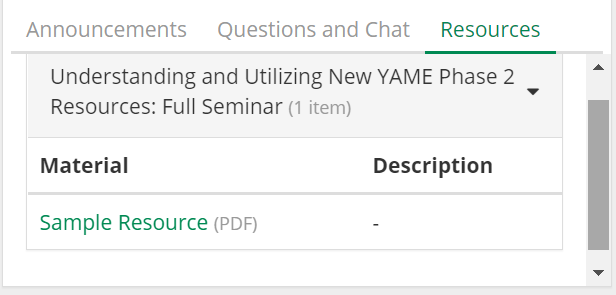 Announcements Questions and Chat Resources
Understanding and Utilizing New YAME Phase 2
Resources: Full Seminar (1 item)
Material Description
Sample Resource (PDF) -